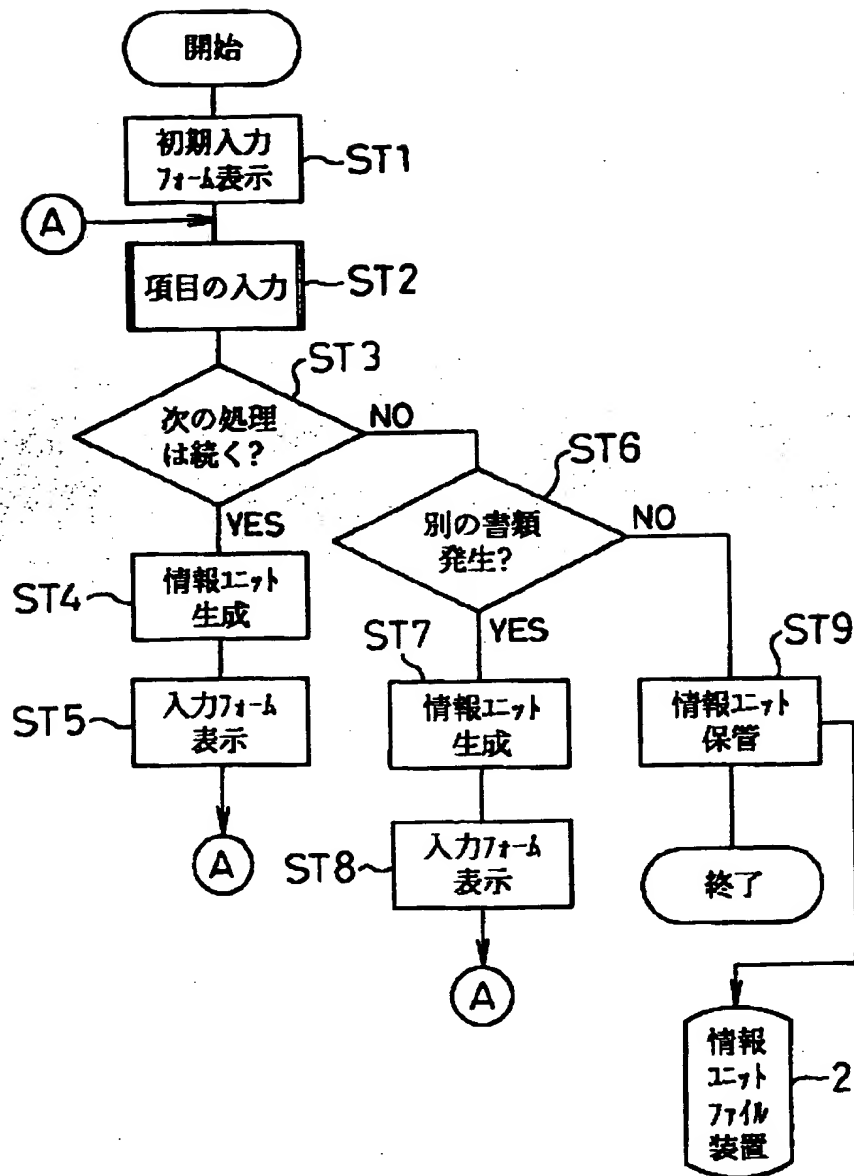 開始
初期入力
フォーム表示
ST1
A
項目の入力
ST2
ST3
次の処理
は続く?
NO
YES
ST6
別の書類
発生?
NO
YES
ST4
情報ユニット
生成
ST5
入力フォーム
表示
A
ST7
情報ユニット
生成
ST8
入力フォーム
表示
A
ST9
情報ユニット
保管
終了
情報
ユニット
ファイル
装置
2